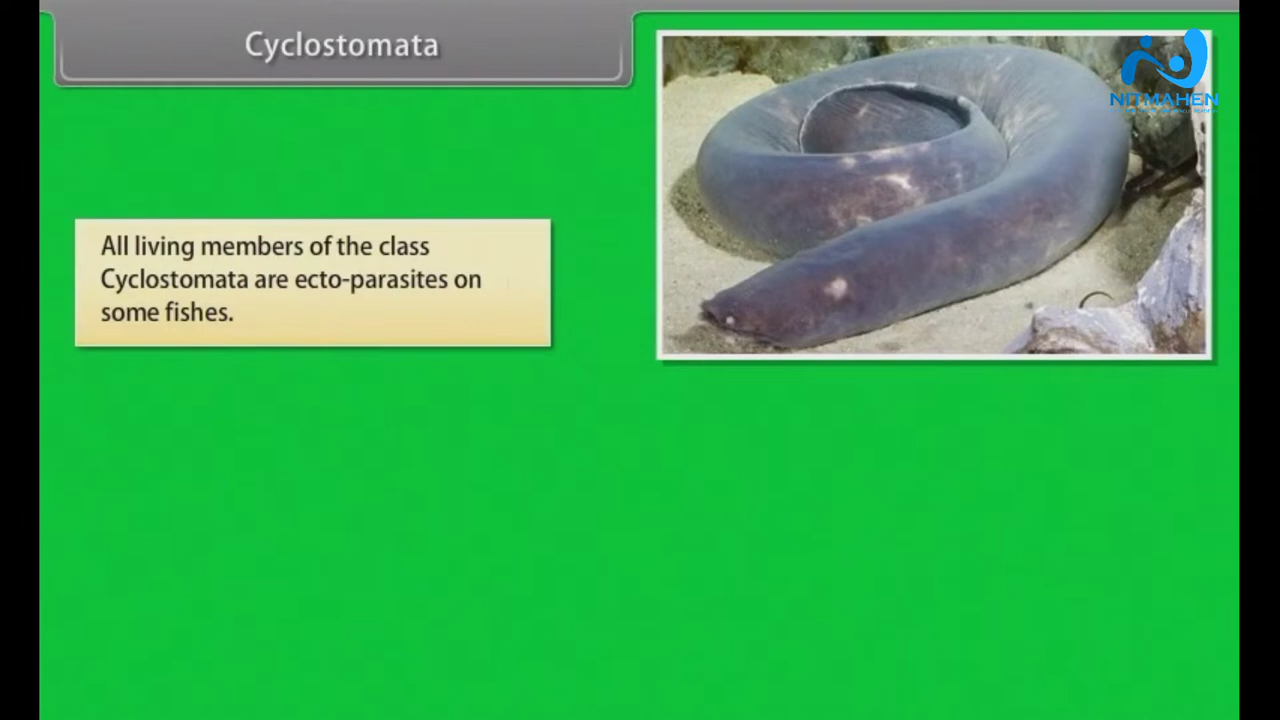 Cyclostomata
NITMAHEN
All living members of the class
Cyclostomata are ecto-parasites on
some fishes.